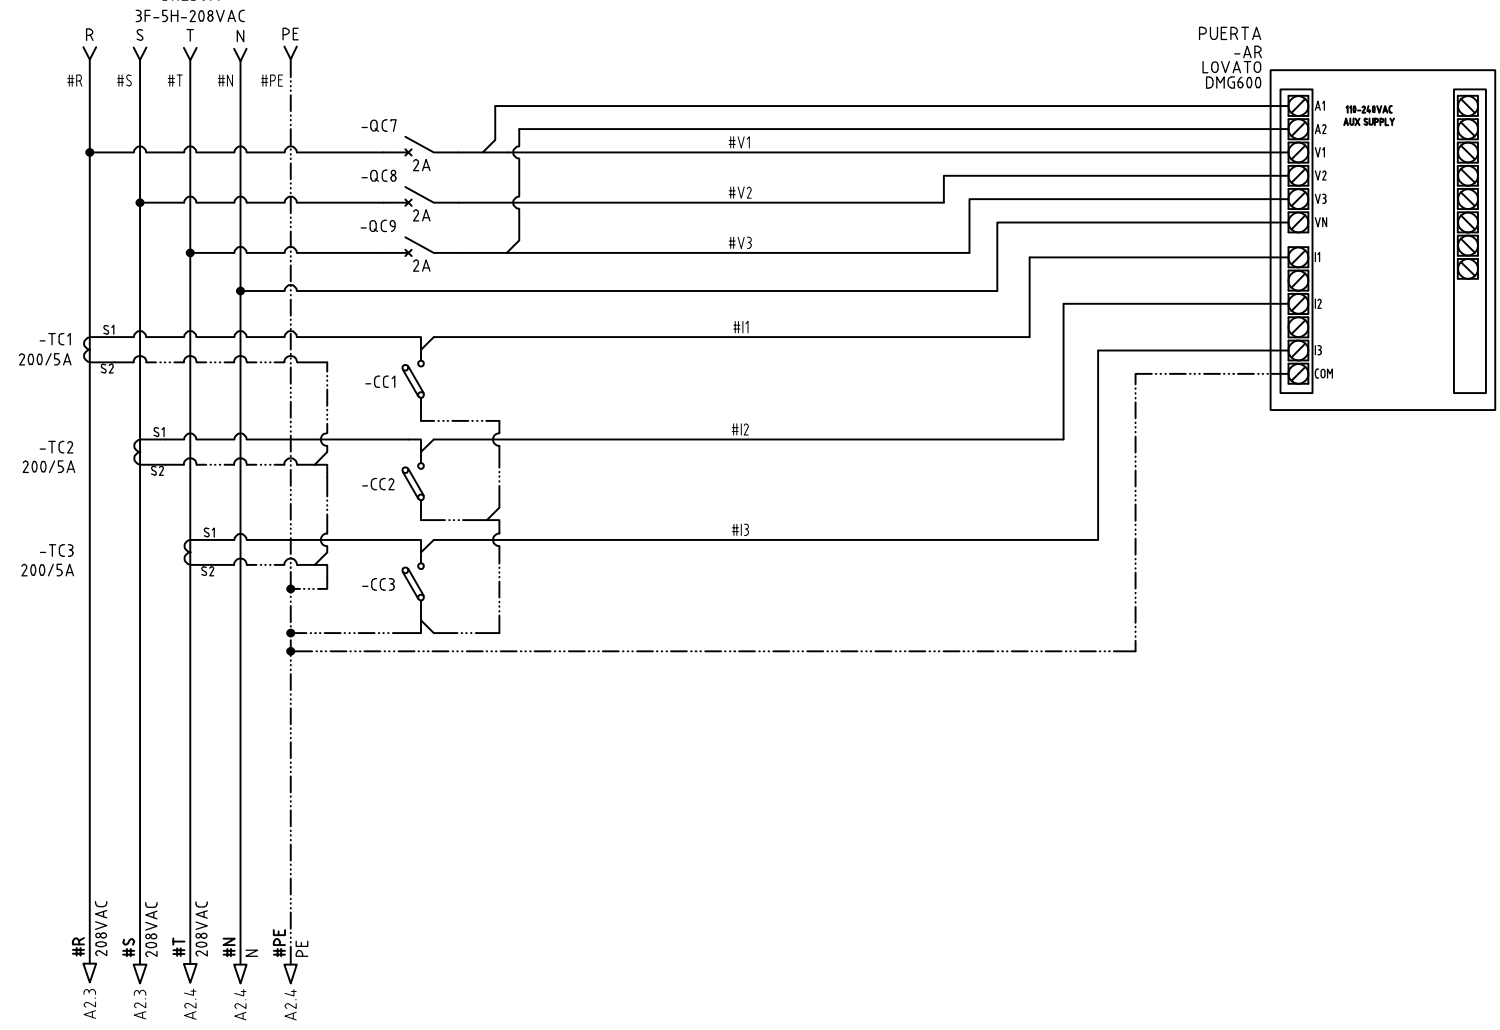 3F-5H-208VAC
R S T N PE
#R #S #T #N #PE
PUERTA
-AR
LOVATO
DMG600
110-240VAC
AUX SUPPLY
A1
A2
V1
V2
V3
VN
I1
I2
I3
COM
-QC7
2A
#V1
-QC8
2A
#V2
-QC9
2A
#V3
-TC1
200/5A
S1
S2
-CC1
#I1
-TC2
200/5A
S1
S2
-CC2
#I2
-TC3
200/5A
S1
S2
-CC3
#I3
#R
208VAC
#S
208VAC
#T
208VAC
#N
N
#PE
PE
A2.3
A2.3
A2.4
A2.4
A2.4